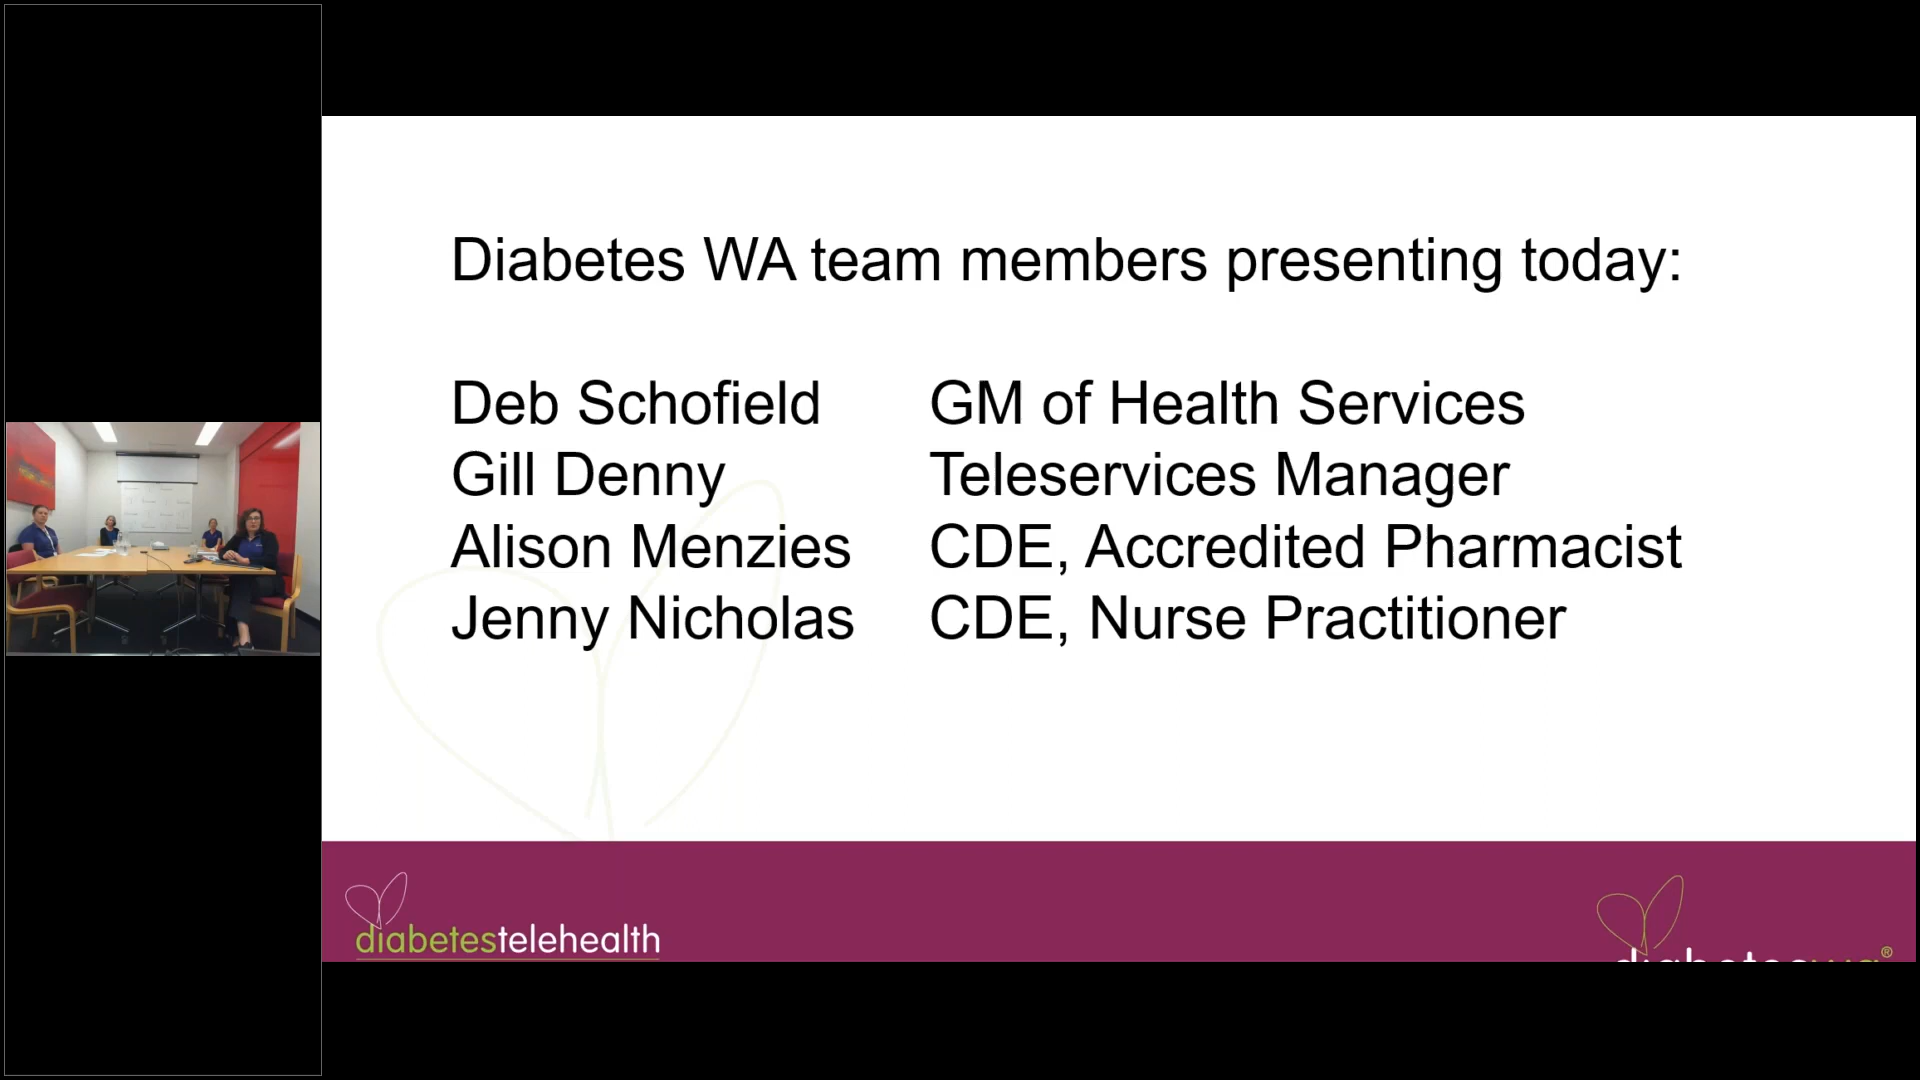 Diabetes WA team members presenting today:
Deb Schofield GM of Health Services
Gill Denny Teleservices Manager
Alison Menzies CDE, Accredited Pharmacist
Jenny Nicholas CDE, Nurse Practitioner
diabetestelehealth
diabeteswa®